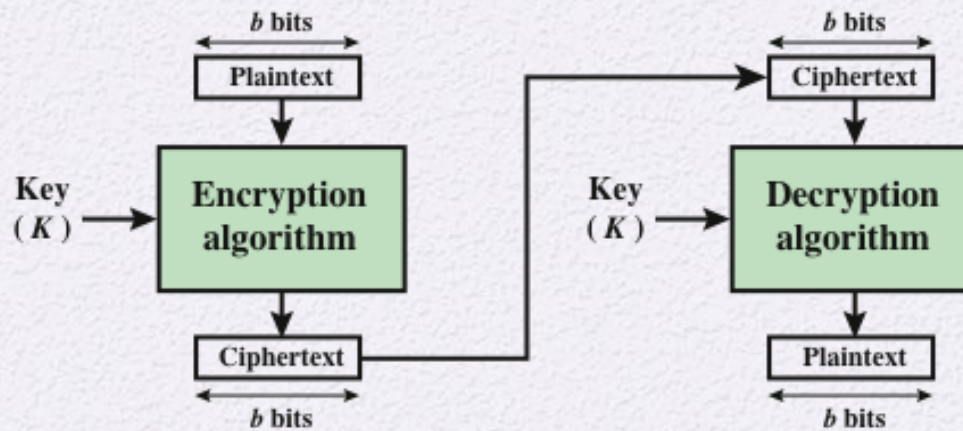 b bits
Plaintext
Key
( K )
Encryption
algorithm
Ciphertext
b bits
b bits
Ciphertext
Key
( K )
Decryption
algorithm
Plaintext
b bits